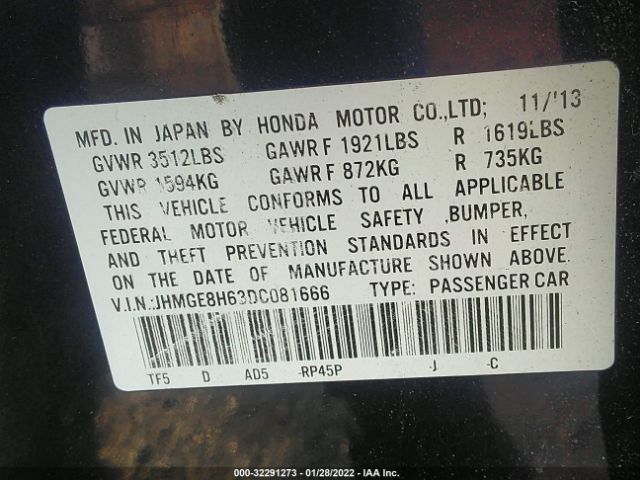 MFD. IN JAPAN BY HONDA MOTOR CO.,LTD; 11/'13
GVWR 3512LBS GAWR F 1921LBS R 1619LBS
GVWR 1594KG GAWR F 872KG R 735KG
THIS VEHICLE CONFORMS TO ALL APPLICABLE
FEDERAL MOTOR VEHICLE SAFETY ,BUMPER,
AND THEFT PREVENTION STANDARDS IN EFFECT
ON THE DATE OF MANUFACTURE SHOWN ABOVE.
V.I.N.:JHMGE8H63DC081666 TYPE: PASSENGER CAR
TF5 D AD5 -RP45P -J -C
000-32291273 - 01/28/2022 - IAA Inc.